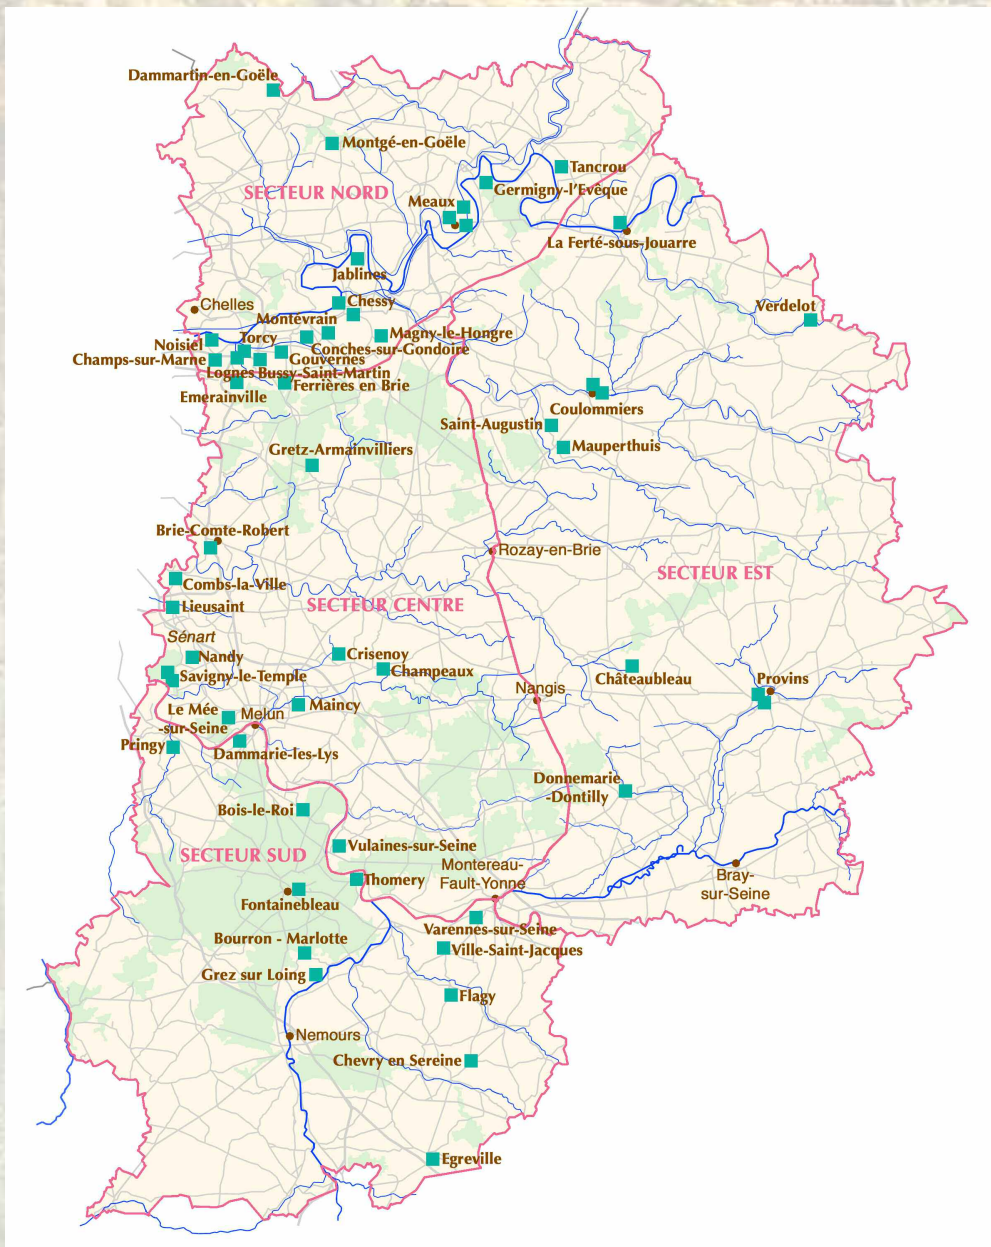 Dammartin-en-Goële
Montgé-en-Goële
Tancrou
SECTEUR NORD
Germigny-l'Evêque
Meaux
La Ferté-sous-Jouarre
Jablines
Chelles
Chessy
Verdelot
Montevrain
Magny-le-Hongre
Noisiel
Torcy
Conches-sur-Gondoire
Champs-sur-Marne
Gouvernes
Lognes
Bussy-Saint-Martin
Ferrières en Brie
Emerainville
Coulommiers
Saint-Augustin
Mauperthuis
Gretz-Armainvilliers
Brie-Comte-Robert
Rozay-en-Brie
SECTEUR EST
Combs-la-Ville
Lieusaint
SECTEUR CENTRE
Sénart
Nandy
Crisenoy
Savigny-le-Temple
Champeaux
Châteaubleau
Provins
Nangis
Le Mée
-sur-Seine
Maincy
Melun
Pringy
Dammarie-les-Lys
Donnemarie
-Dontilly
Bois-le-Roi
Vulaines-sur-Seine
SECTEUR SUD
Montereau-
Fault-Yonne
Thomery
Bray-
sur-Seine
Fontainebleau
Varennes-sur-Seine
Bourron - Marlotte
Ville-Saint-Jacques
Grez sur Loing
Flagy
Nemours
Chevry en Sereine
Egreville